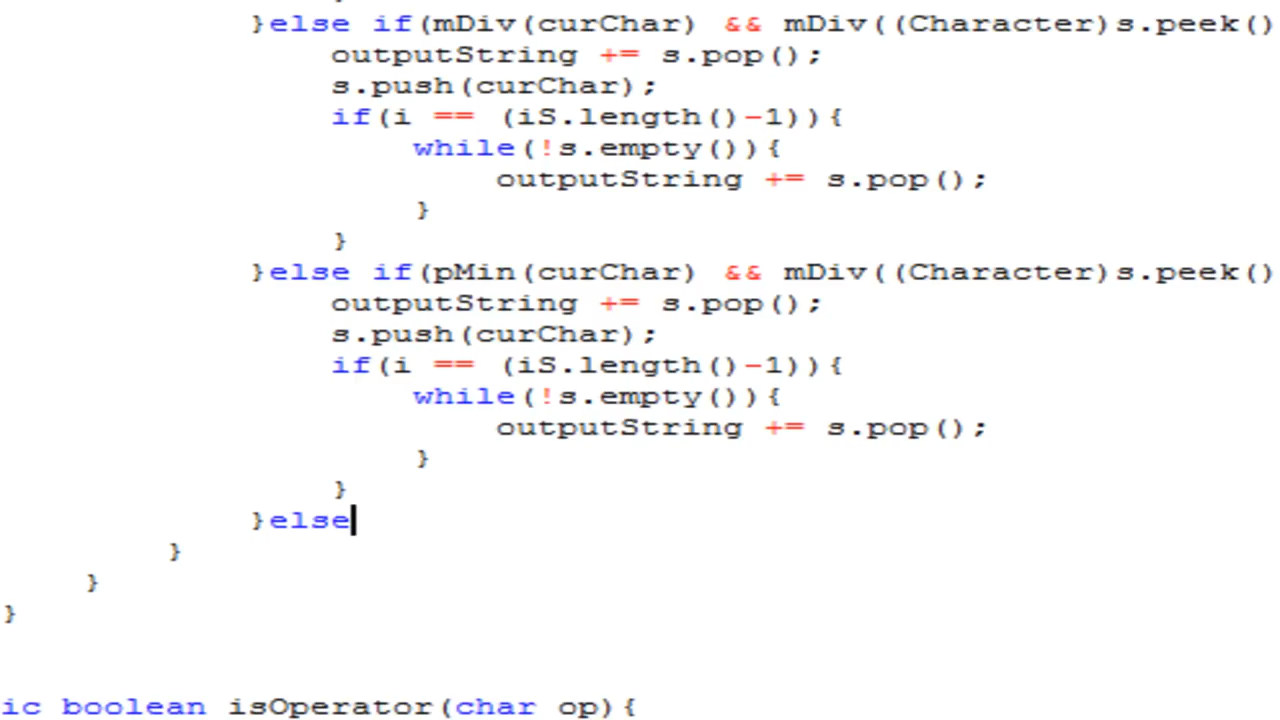 }else if(mDiv(curChar) && mDiv((Character)s.peek()
outputString += s.pop();
s.push(curChar);
if(i == (iS.length()-1)){
while(!s.empty()){
outputString += s.pop();
}
}
}else if(pMin(curChar) && mDiv((Character)s.peek()
outputString += s.pop();
s.push(curChar);
if(i == (iS.length()-1)){
while(!s.empty()){
outputString += s.pop();
}
}
}else
}
}
}
ic boolean isOperator(char op){